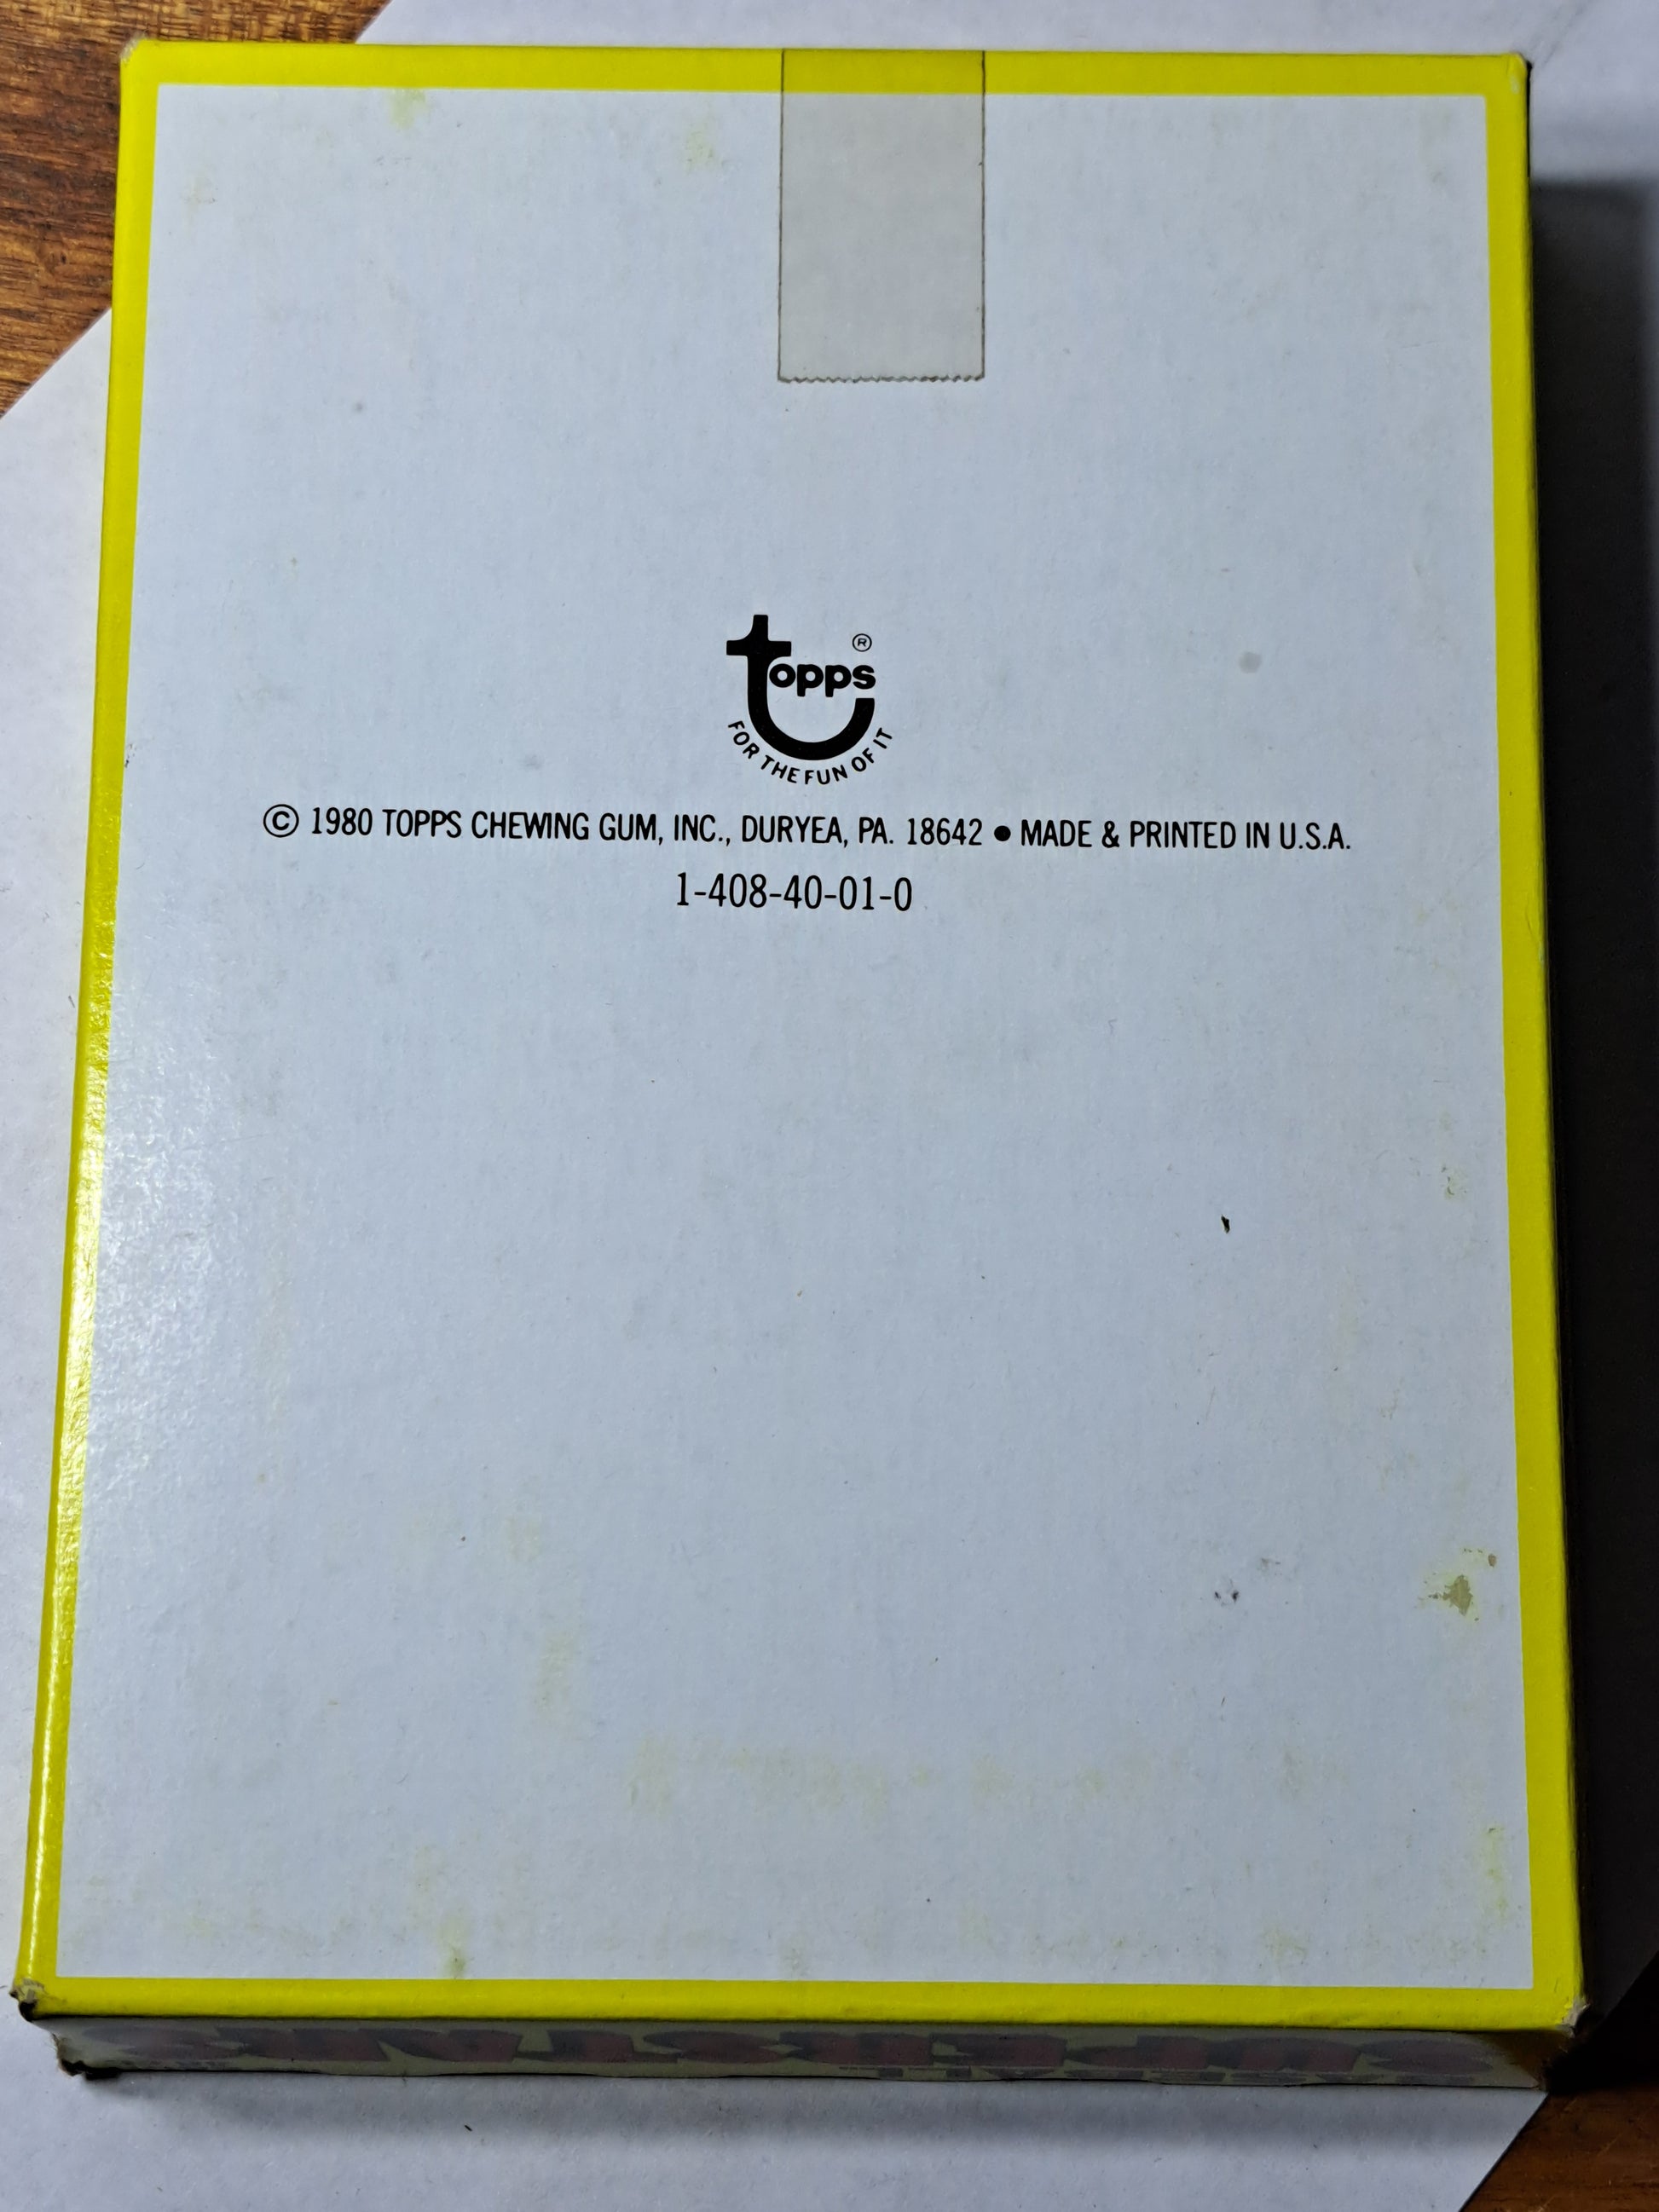 topps ®
FOR THE FUN OF IT
© 1980 TOPPS CHEWING GUM, INC., DURYEA, PA. 18642 ● MADE & PRINTED IN U.S.A.
1-408-40-01-0
SUPERSTARS